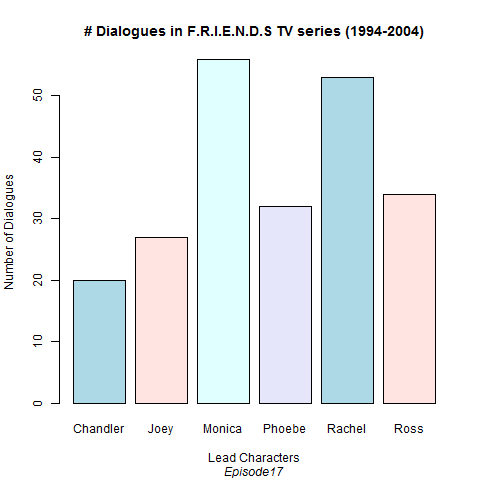 # Dialogues in F.R.I.E.N.D.S TV series (1994-2004)
Number of Dialogues
50
40
30
20
10
0
Chandler Joey Monica Phoebe Rachel Ross
Lead Characters
Episode17